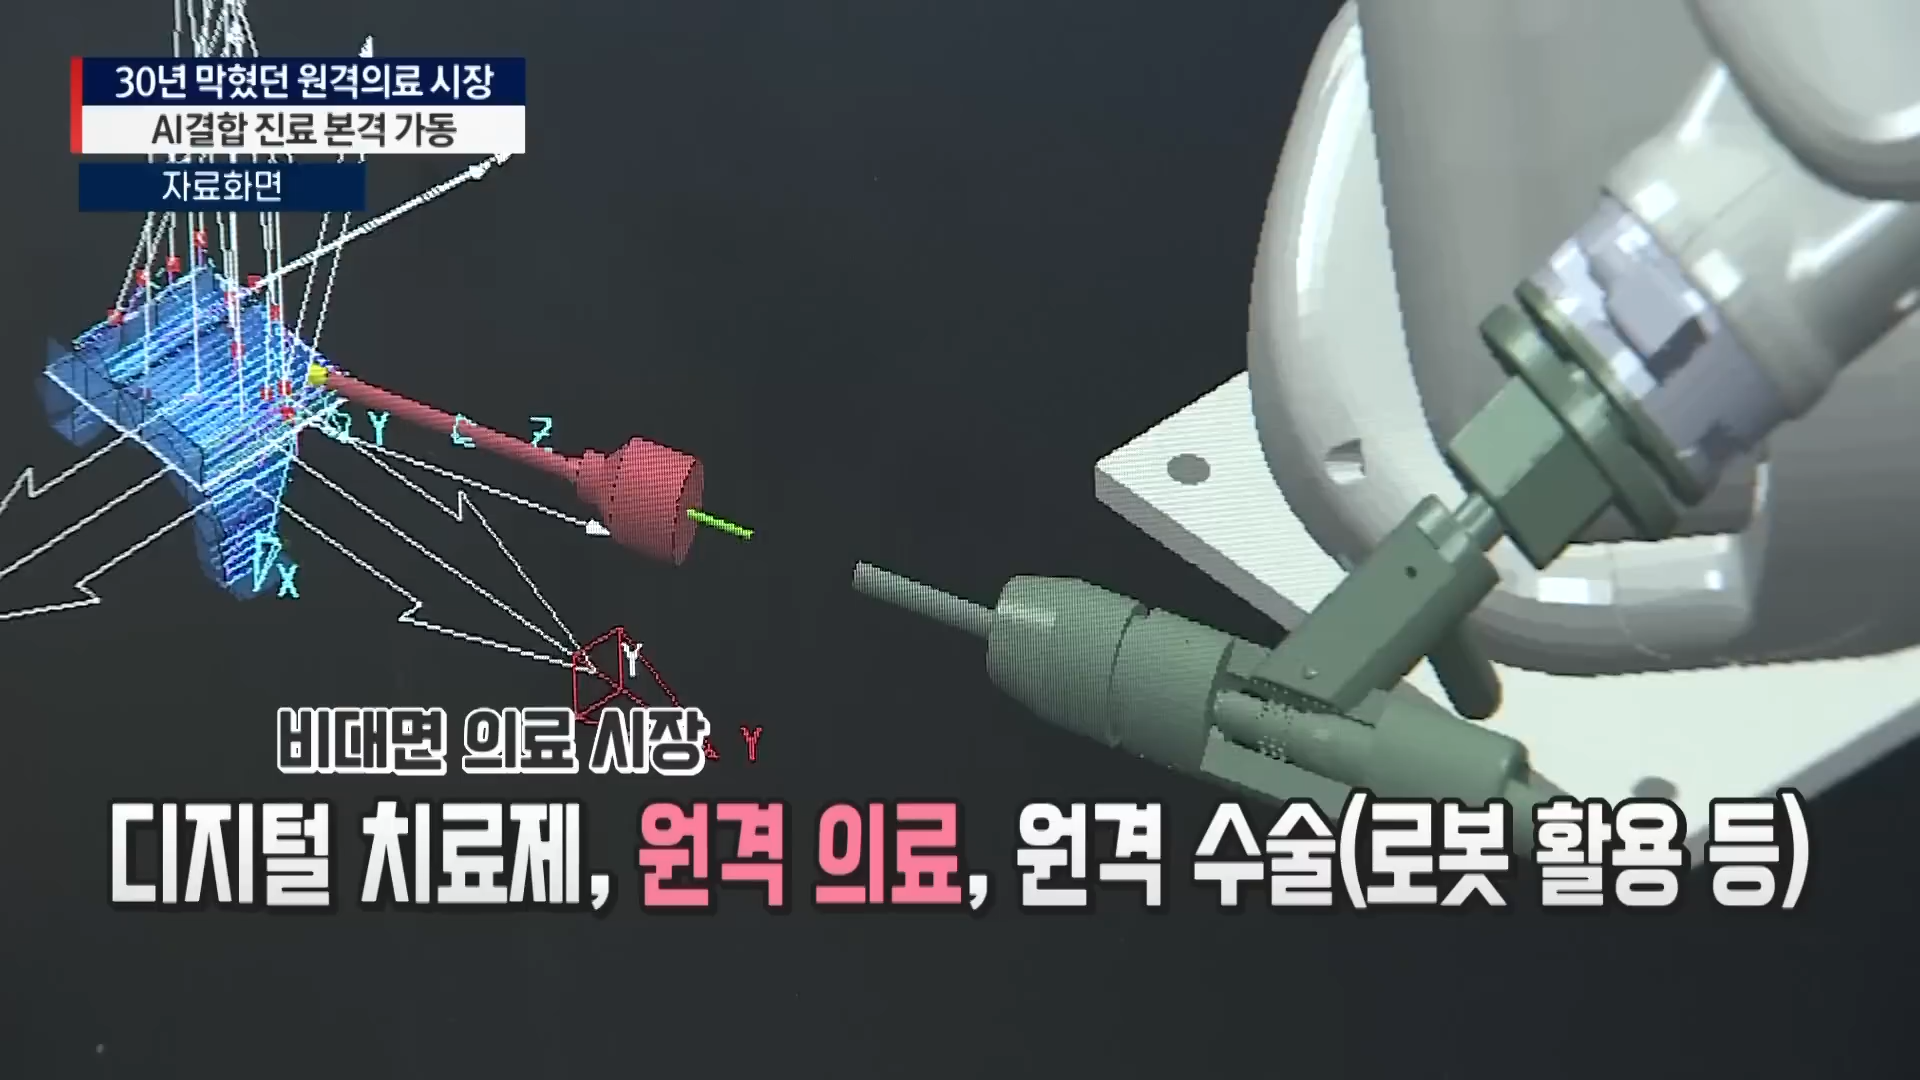 30년 막혔던 원격의료 시장
AI결합 진료 본격 가동
자료화면
Y Z
X
Y
Y
비대면 의료 시장
디지털 치료제, 원격 의료, 원격 수술(로봇 활용 등)